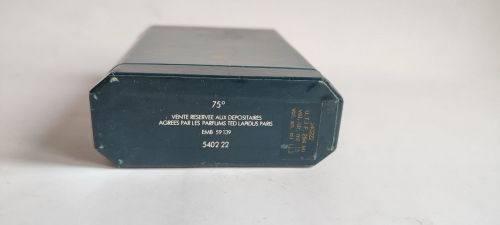 75°
VENTE RESERVEE AUX DEPOSITAIRES
AGREES PAR LES PARFUMS TED LAPIDUS PARIS
EMB 59139
5402 22